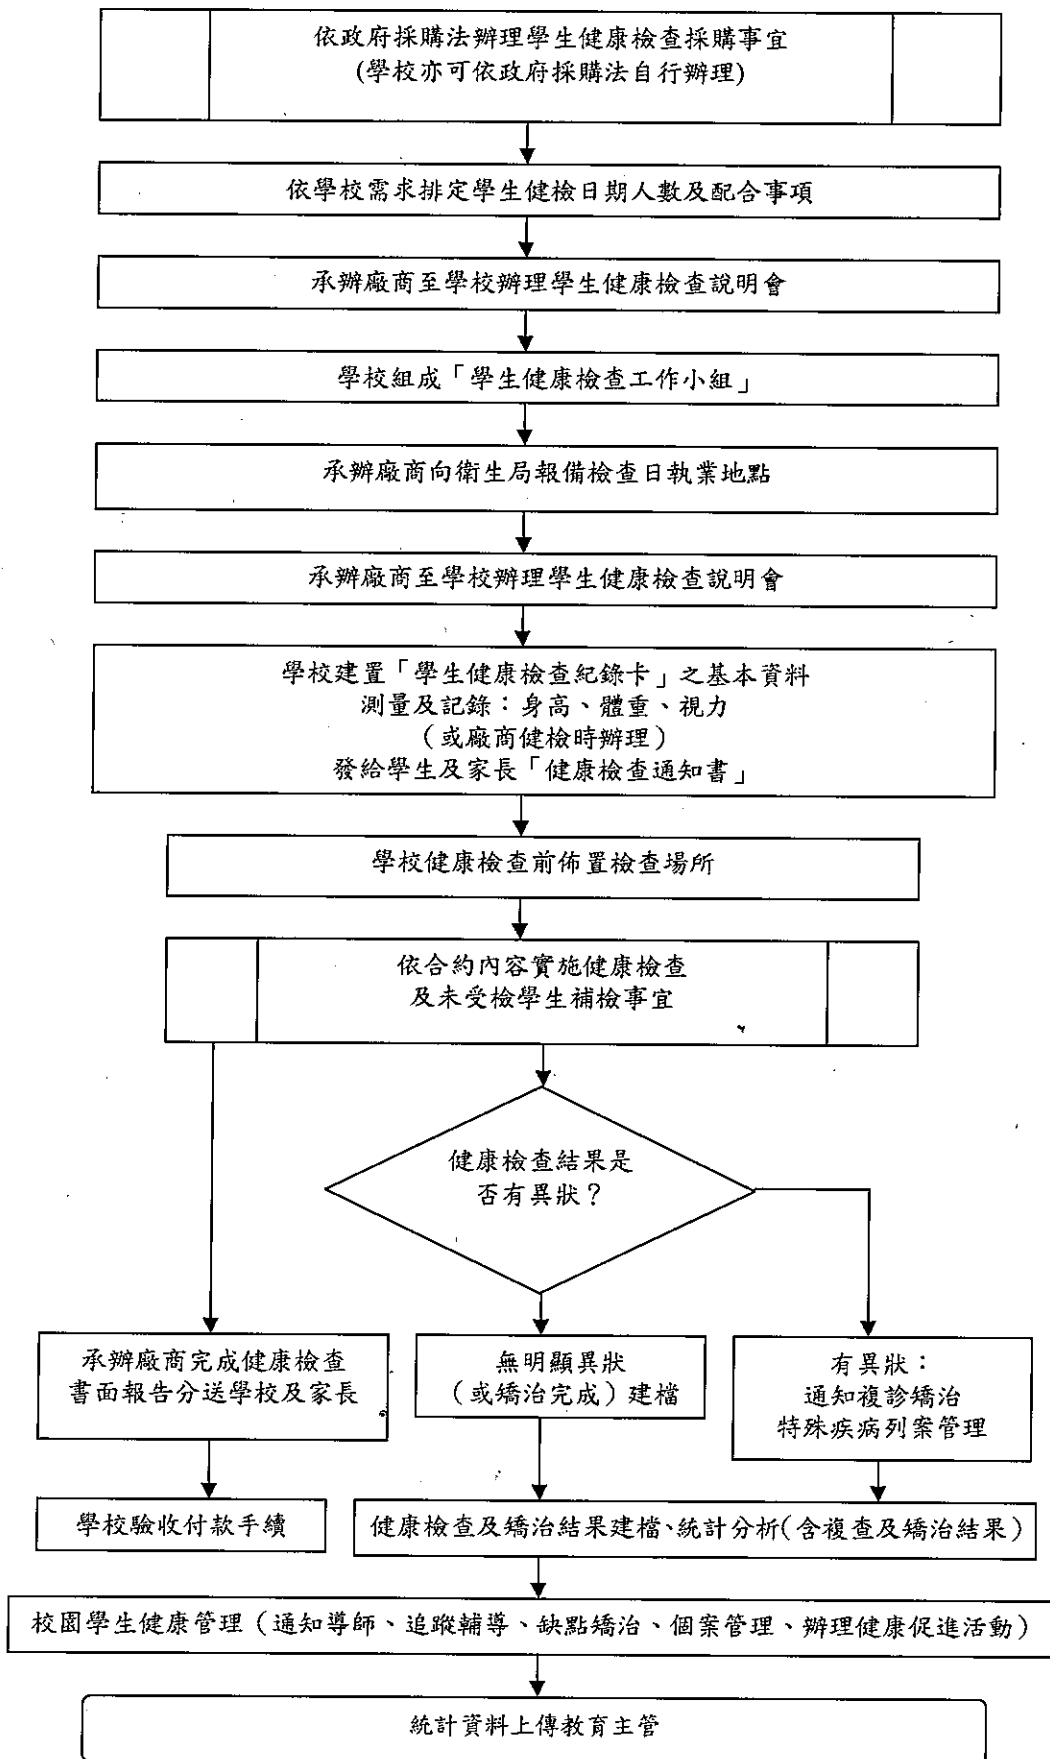 依政府採購法辦理學生健康檢查採購事宜
(學校亦可依政府採購法自行辦理)
依學校需求排定學生健檢日期人數及配合事項
承辦廠商至學校辦理學生健康檢查說明會
學校組成「學生健康檢查工作小組」
承辦廠商向衛生局報備檢查日執業地點
承辦廠商至學校辦理學生健康檢查說明會
學校建置「學生健康檢查紀錄卡」之基本資料
測量及記錄：身高、體重、視力
（或廠商健檢時辦理）
發給學生及家長「健康檢查通知書」
學校健康檢查前佈置檢查場所
依合約內容實施健康檢查
及未受檢學生補檢事宜
健康檢查結果是
否有異狀？
承辦廠商完成健康檢查
書面報告分送學校及家長
無明顯異狀
（或矯治完成）建檔
有異狀：
通知複診矯治
特殊疾病列案管理
學校驗收付款手續
健康檢查及矯治結果建檔、統計分析(含複查及矯治結果)
校園學生健康管理（通知導師、追蹤輔導、缺點矯治、個案管理、辦理健康促進活動）
統計資料上傳教育主管